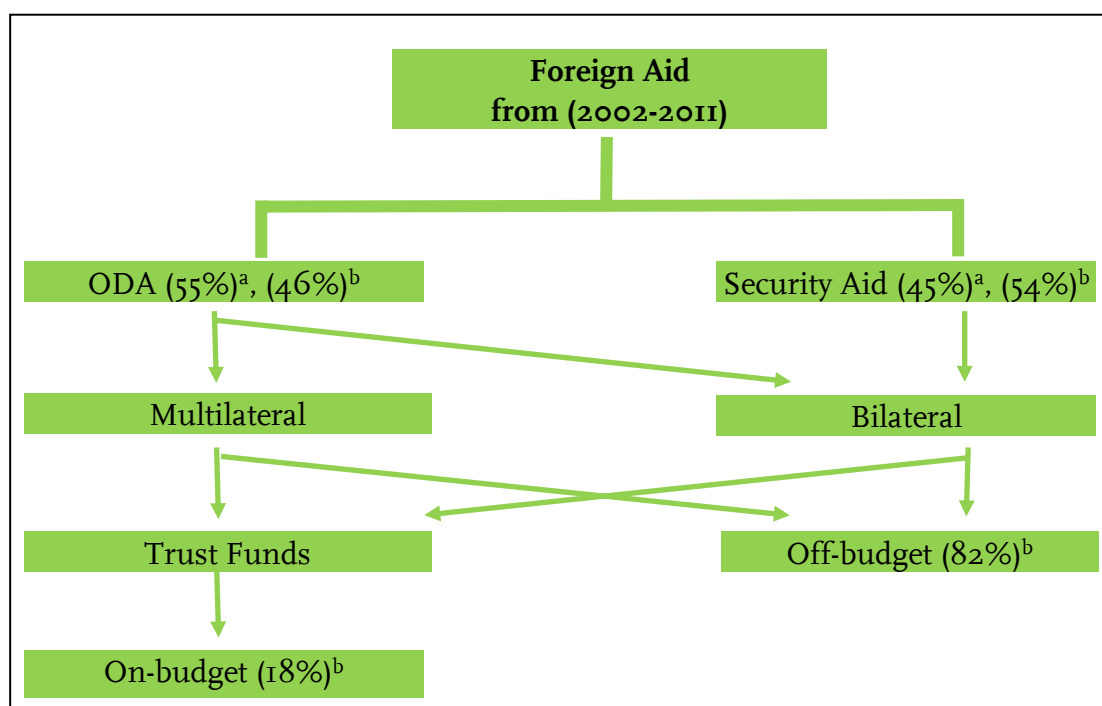 Foreign Aid
from (2002-2011)
ODA (55%)ᵃ, (46%)ᵇ
Security Aid (45%)ᵃ, (54%)ᵇ
Multilateral
Bilateral
Trust Funds
Off-budget (82%)ᵇ
On-budget (18%)ᵇ